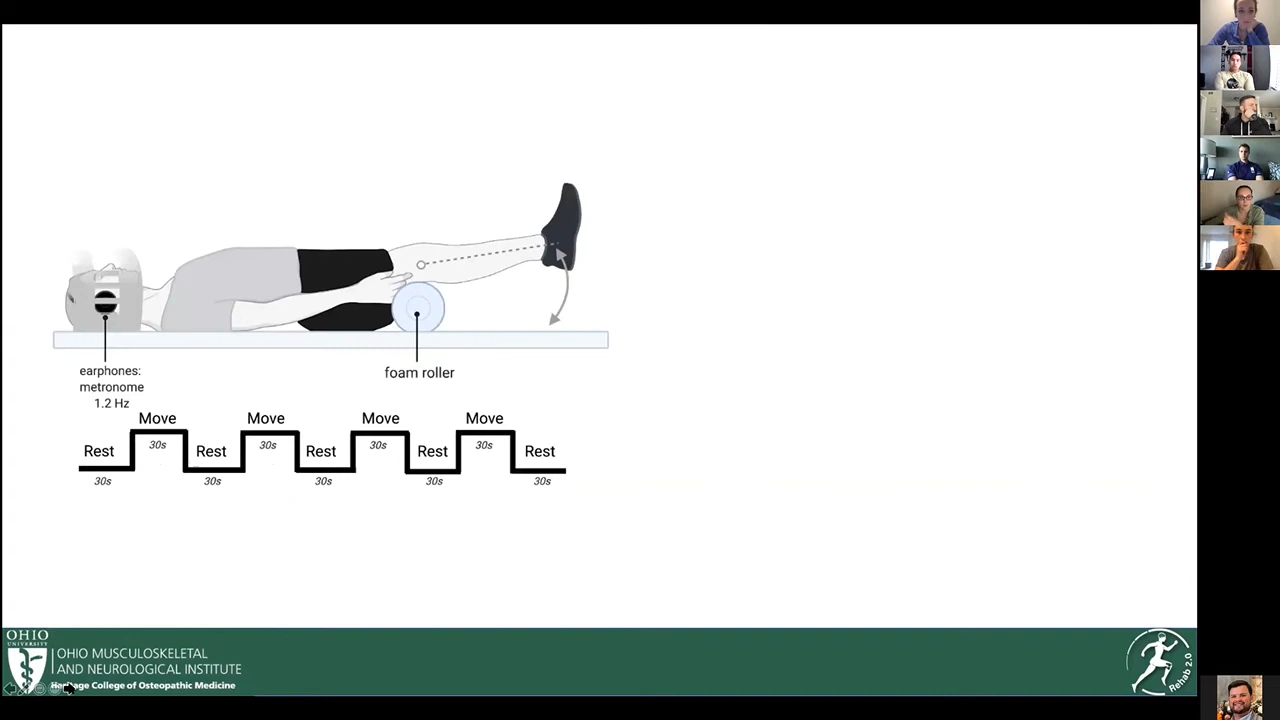 earphones:
metronome
1.2 Hz
foam roller
Move Move Move Move
30s 30s 30s 30s
Rest Rest Rest Rest Rest
30s 30s 30s 30s 30s
OHIO
UNIVERSITY
OHIO MUSCULOSKELETAL
AND NEUROLOGICAL INSTITUTE
Heritage College of Osteopathic Medicine
Rehab 2.0